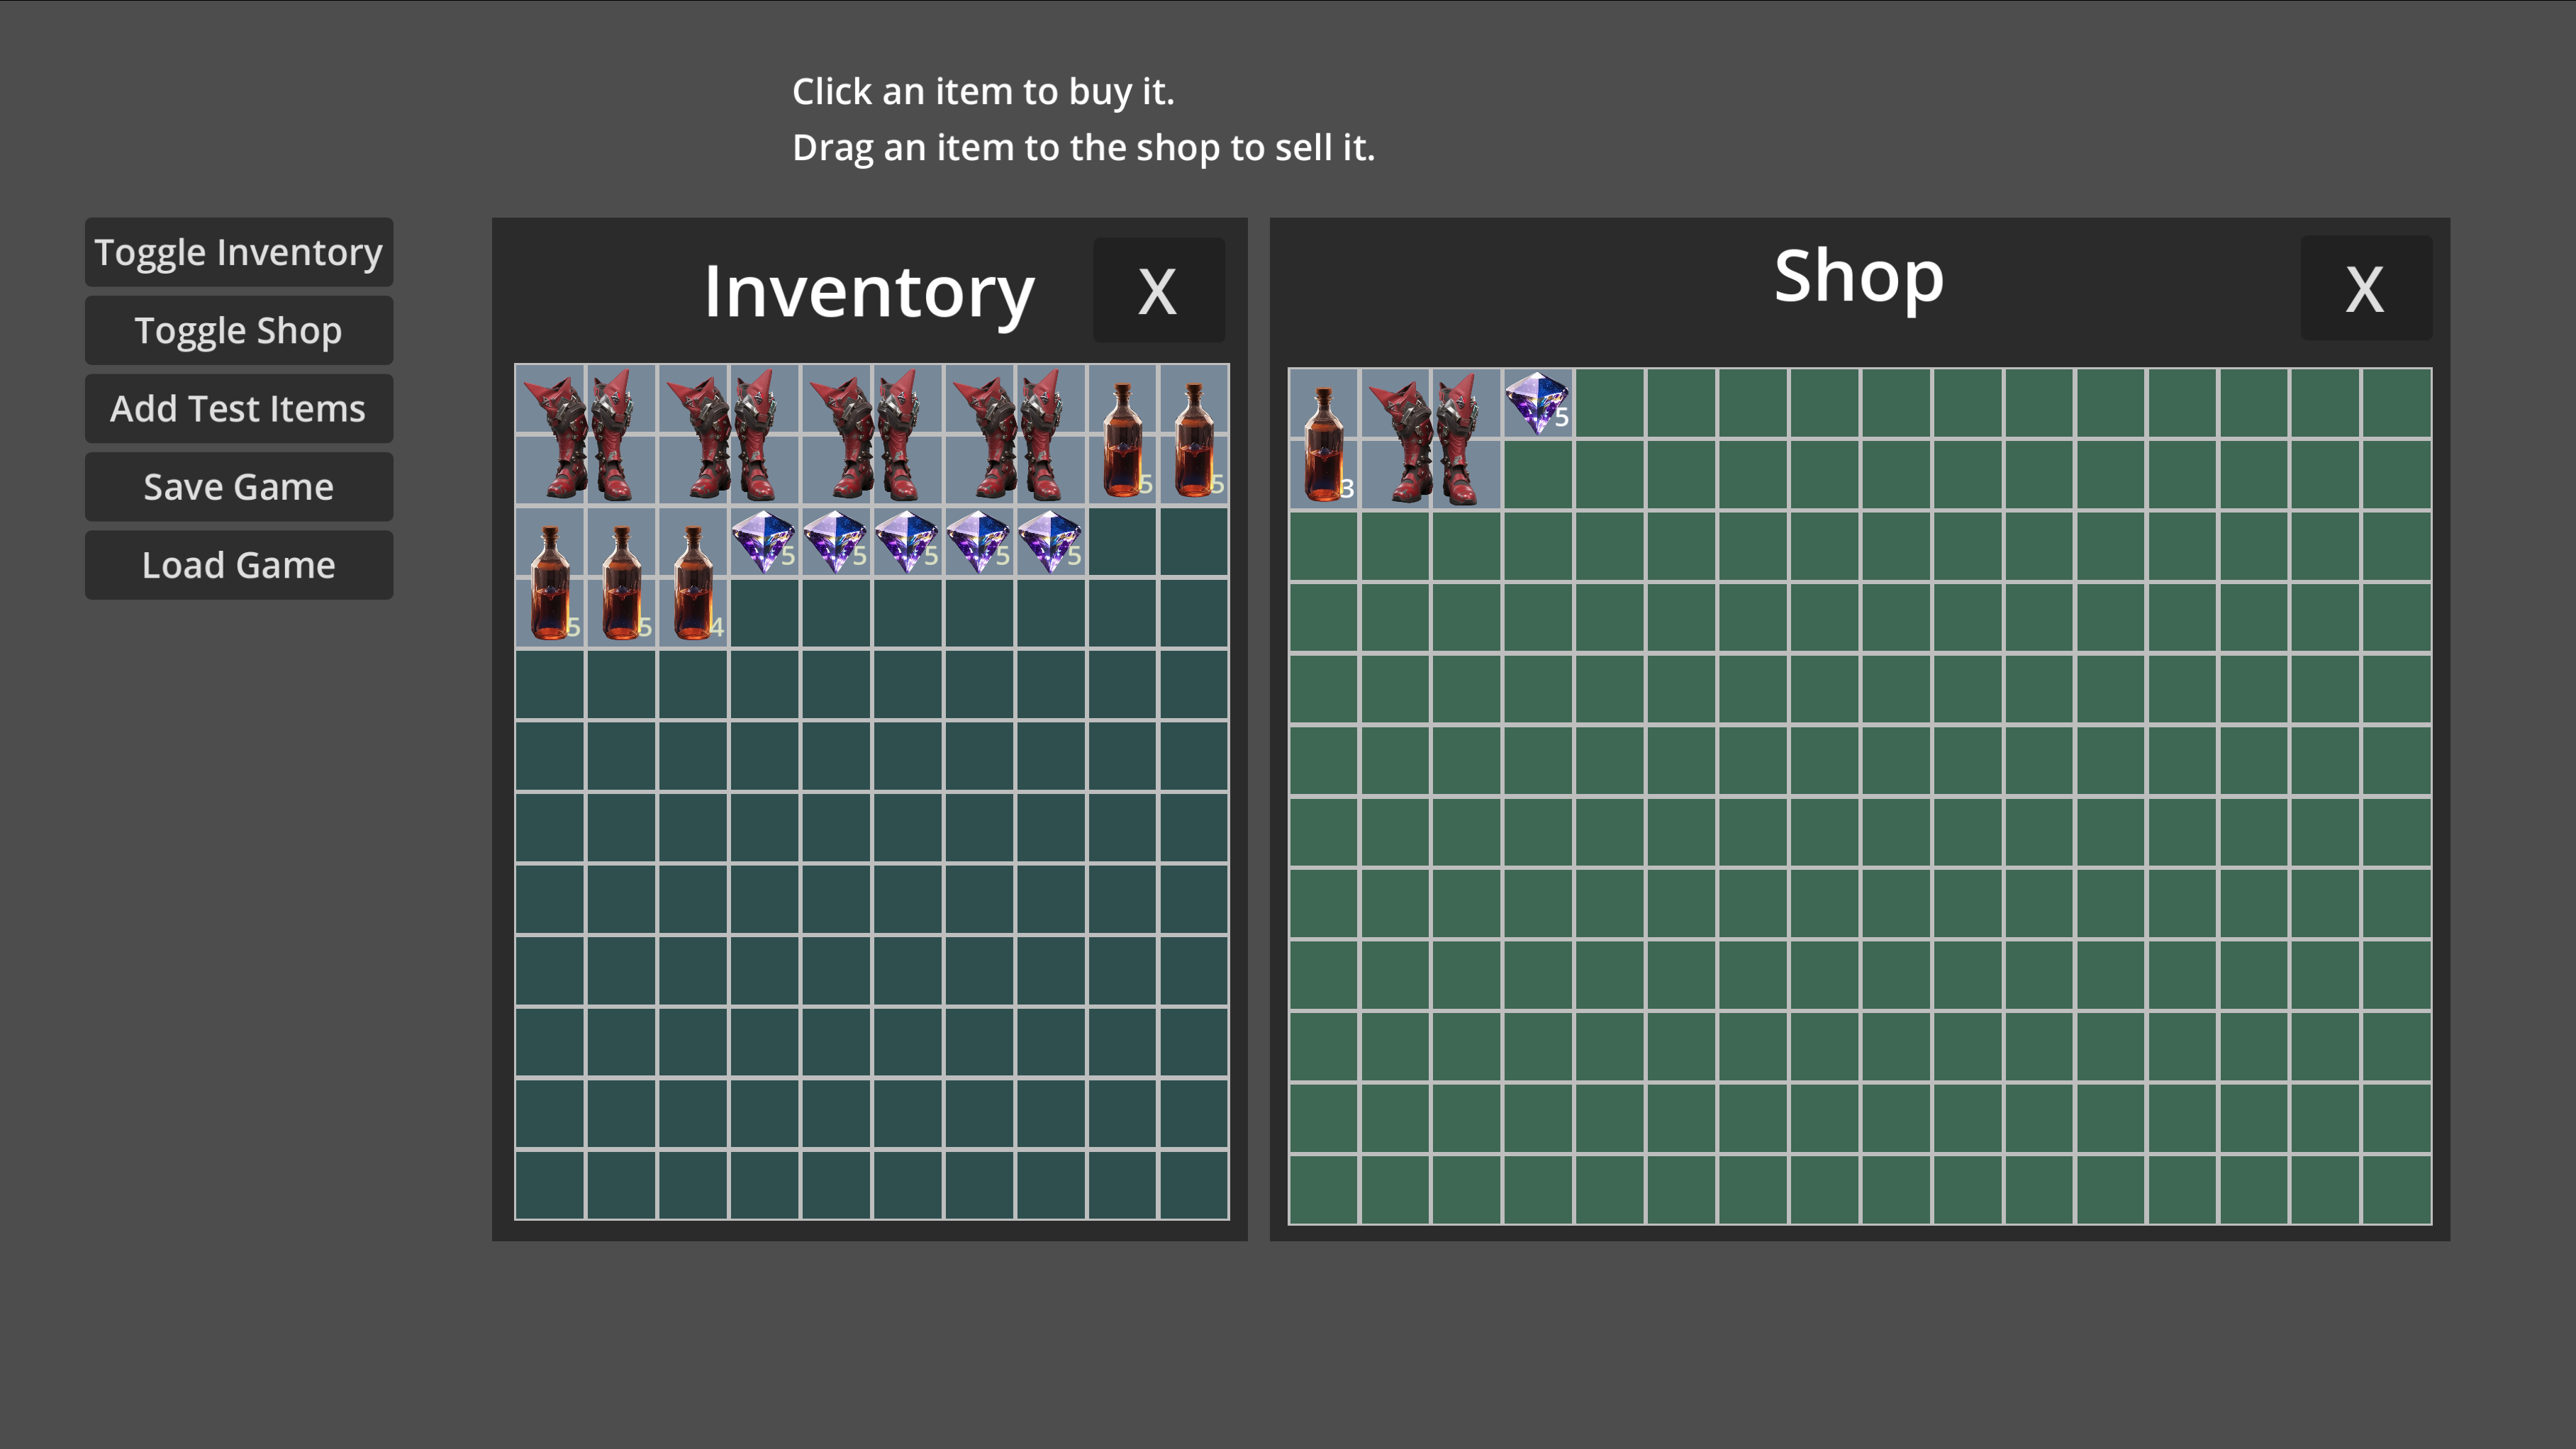 Click an item to buy it.
Drag an item to the shop to sell it.
Toggle Inventory
Toggle Shop
Add Test Items
Save Game
Load Game
Inventory
X
5
5
5
5
5
5
5
5
5
4
Shop
X
5
3